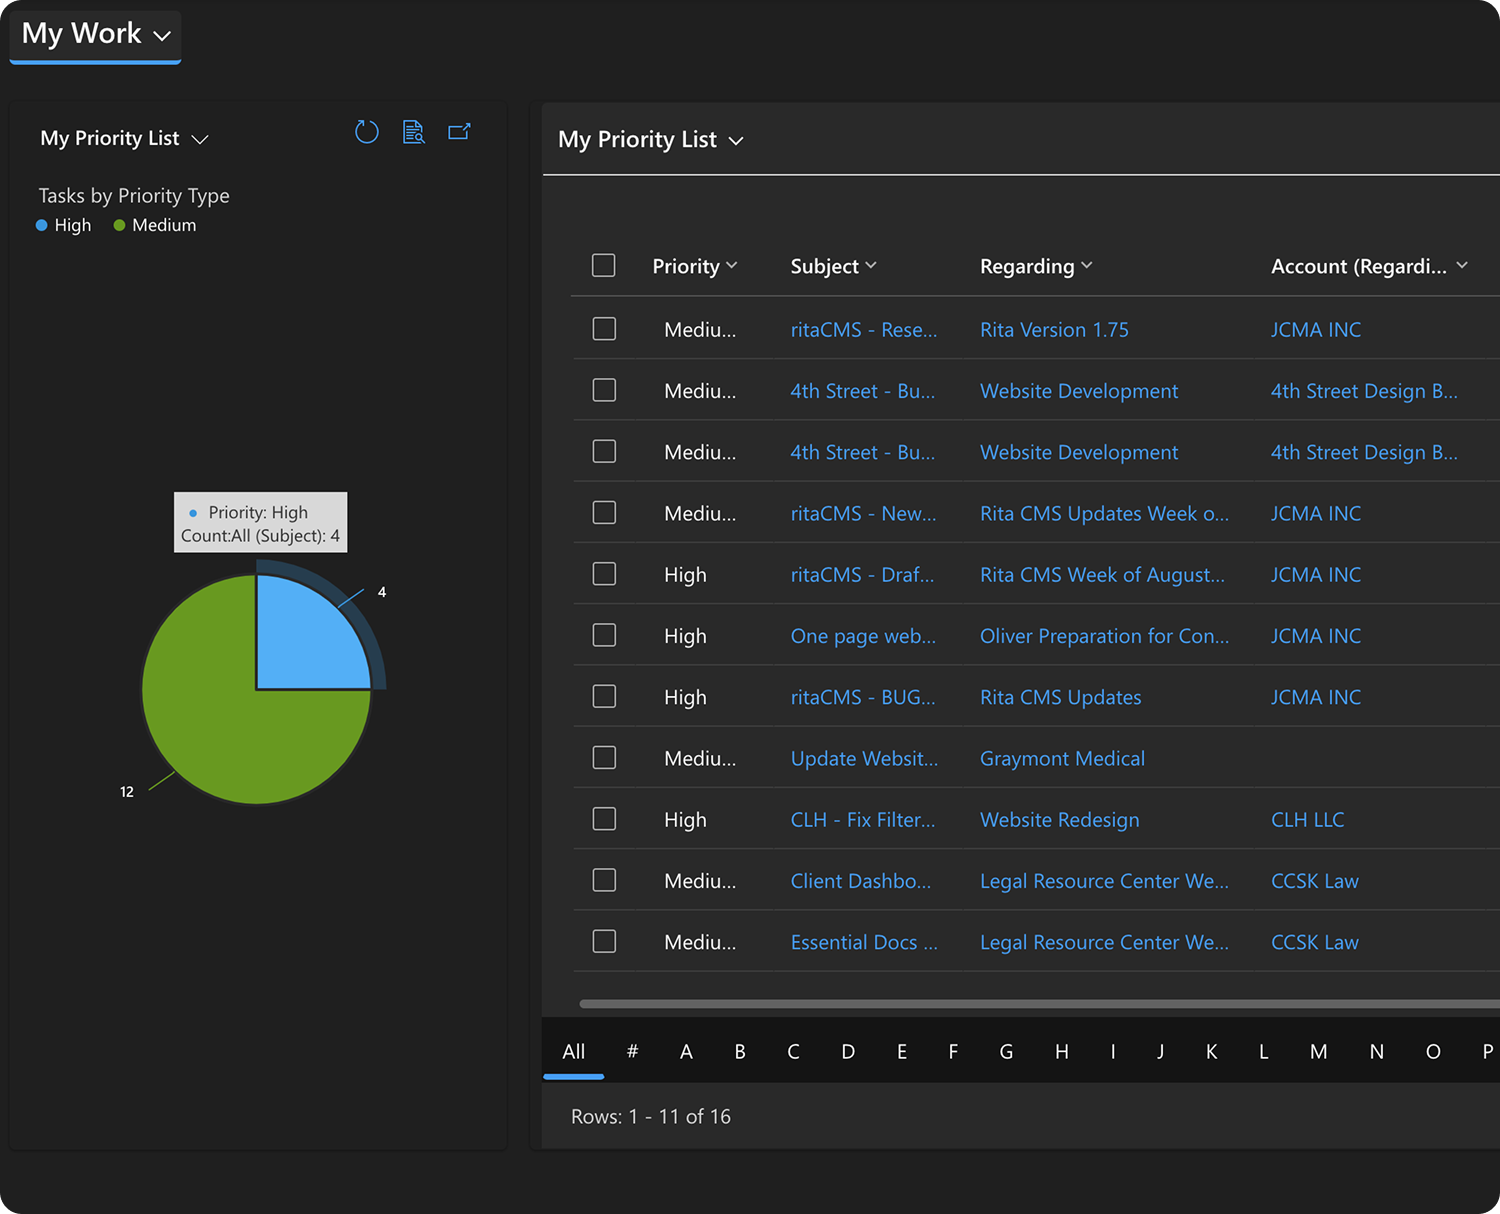 My Work
My Priority List
Tasks by Priority Type
High Medium
Priority: High
Count:All (Subject): 4
4
12
My Priority List
Priority Subject Regarding Account (Regardi...
Mediu... ritaCMS - Rese... Rita Version 1.75 JCMA INC
Mediu... 4th Street - Bu... Website Development 4th Street Design B...
Mediu... 4th Street - Bu... Website Development 4th Street Design B...
Mediu... ritaCMS - New... Rita CMS Updates Week o... JCMA INC
High ritaCMS - Draf... Rita CMS Week of August... JCMA INC
High One page web... Oliver Preparation for Con... JCMA INC
High ritaCMS - BUG... Rita CMS Updates JCMA INC
Mediu... Update Websit... Graymont Medical
High CLH - Fix Filter... Website Redesign CLH LLC
Mediu... Client Dashbo... Legal Resource Center We... CCSK Law
Mediu... Essential Docs ... Legal Resource Center We... CCSK Law
All # A B C D E F G H I J K L M N O P
Rows: 1 - 11 of 16